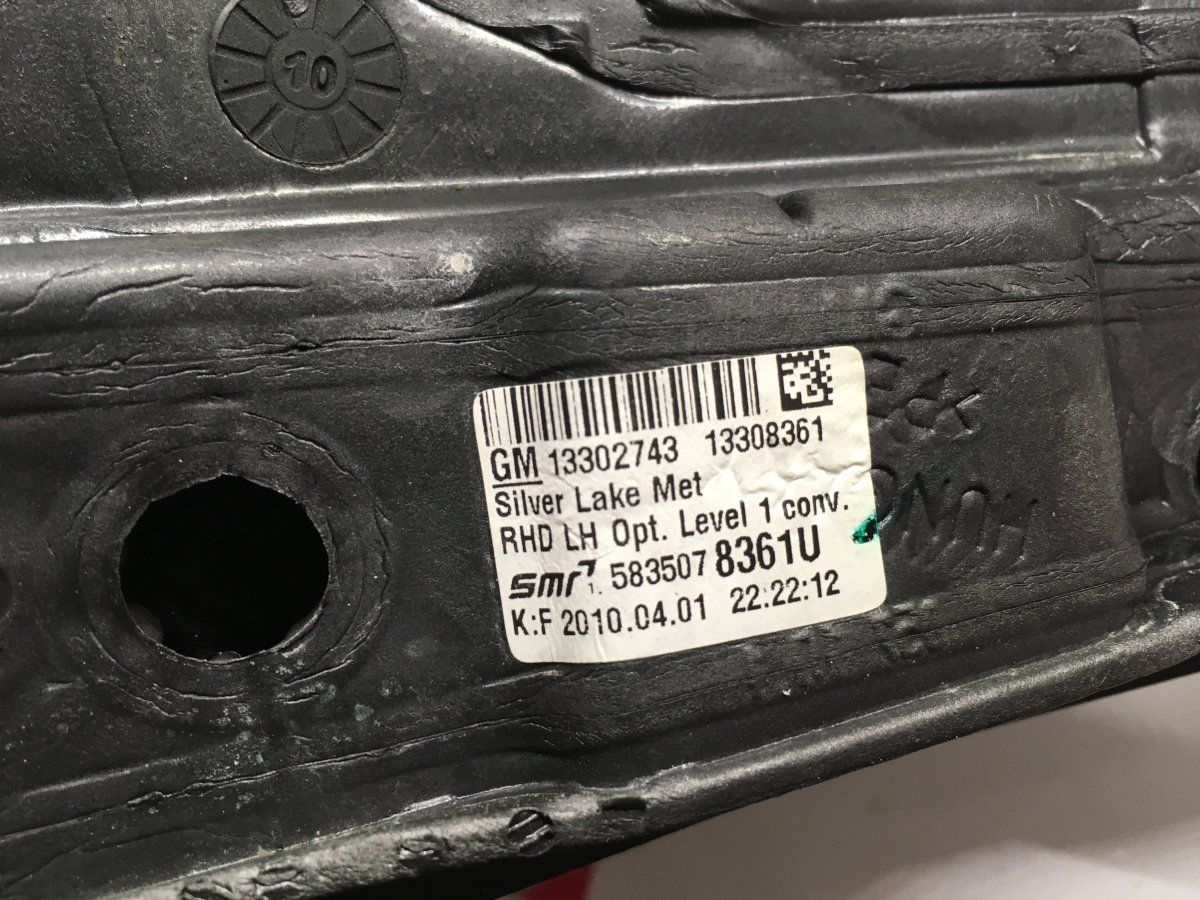 10
GM 13302743 13308361
Silver Lake Met
RHD LH Opt. Level 1 conv.
smr 1. 583507 8361U
K:F 2010.04.01 22:22:12